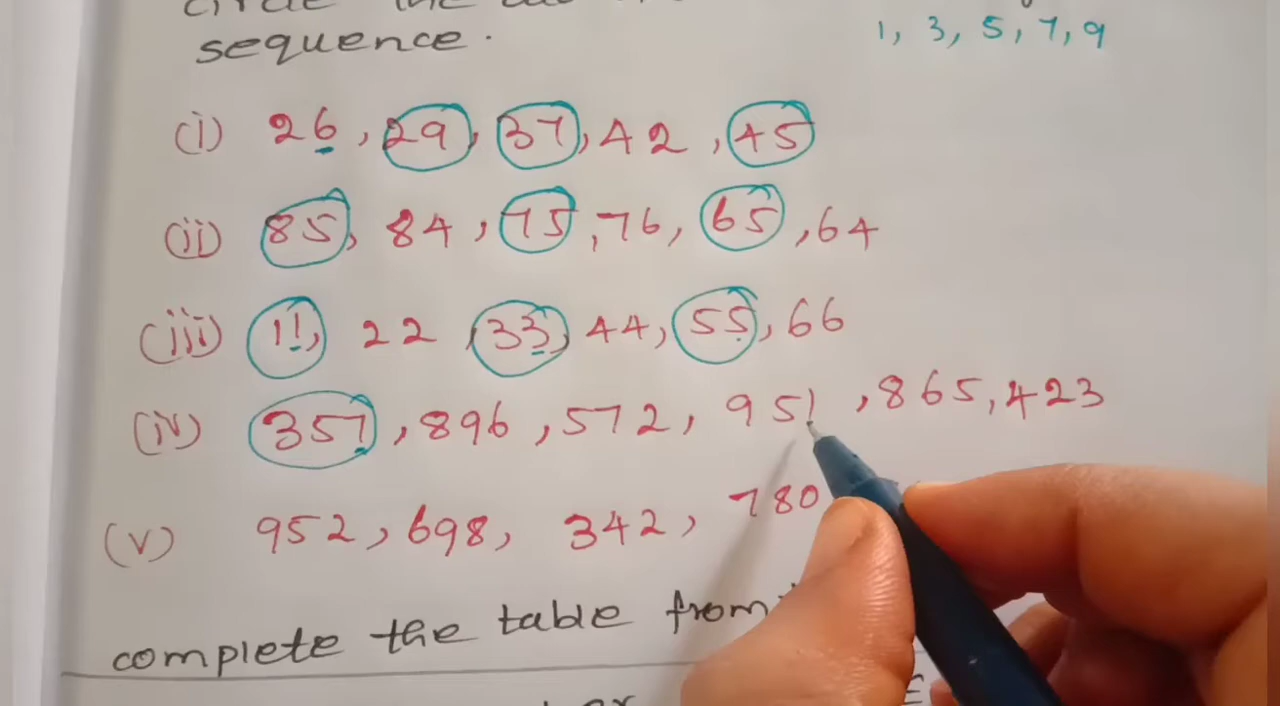 circle the
sequence.
1, 3, 5, 7, 9
(i) 26, 29, 37, 42, 45
(ii) 85, 84, 75, 76, 65, 64
(iii) 11, 22, 33, 44, 55, 66
(iv) 357, 896, 572, 951, 865, 423
(v) 952, 698, 342, 780
complete the table from